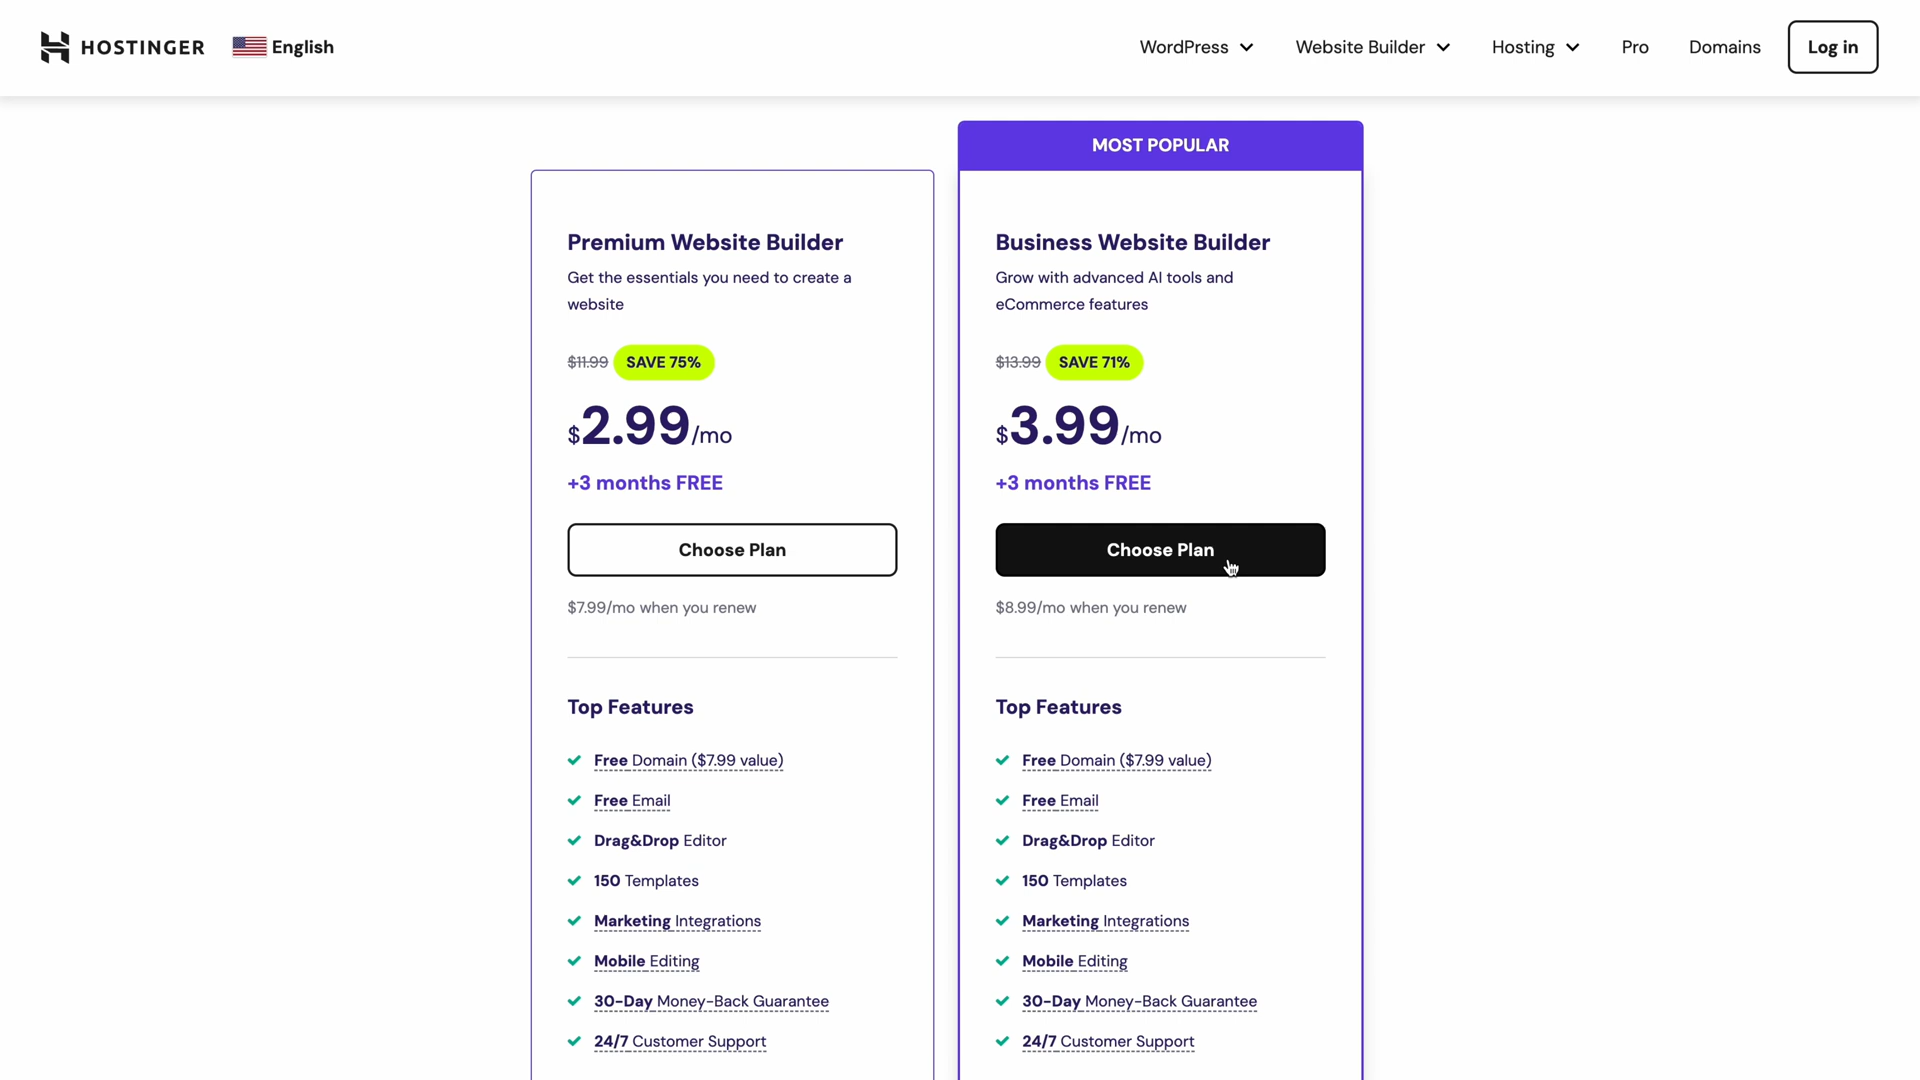 HOSTINGER
English
WordPress
Website Builder
Hosting
Pro
Domains
Log in
Premium Website Builder
Get the essentials you need to create a
website
$11.99 SAVE 75%
$2.99/mo
+3 months FREE
Choose Plan
$7.99/mo when you renew
Top Features
Free Domain ($7.99 value)
Free Email
Drag&Drop Editor
150 Templates
Marketing Integrations
Mobile Editing
30-Day Money-Back Guarantee
24/7 Customer Support
MOST POPULAR
Business Website Builder
Grow with advanced AI tools and
eCommerce features
$13.99 SAVE 71%
$3.99/mo
+3 months FREE
Choose Plan
$8.99/mo when you renew
Top Features
Free Domain ($7.99 value)
Free Email
Drag&Drop Editor
150 Templates
Marketing Integrations
Mobile Editing
30-Day Money-Back Guarantee
24/7 Customer Support